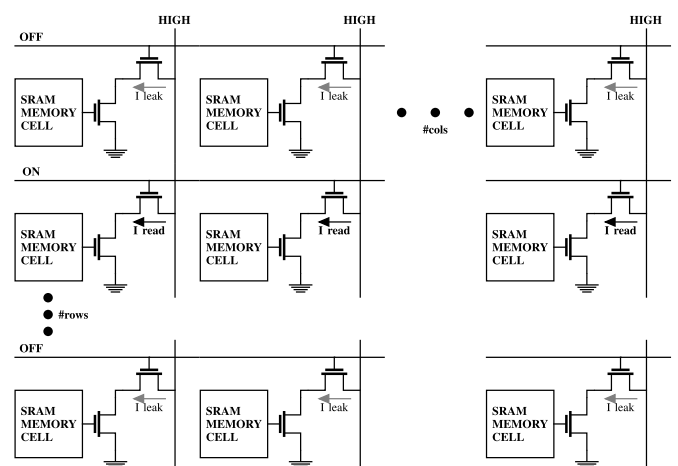 HIGH HIGH HIGH
OFF
I leak I leak I leak
SRAM MEMORY CELL
SRAM MEMORY CELL
SRAM MEMORY CELL
#cols
ON
I read I read I read
SRAM MEMORY CELL
SRAM MEMORY CELL
SRAM MEMORY CELL
#rows
OFF
I leak I leak I leak
SRAM MEMORY CELL
SRAM MEMORY CELL
SRAM MEMORY CELL